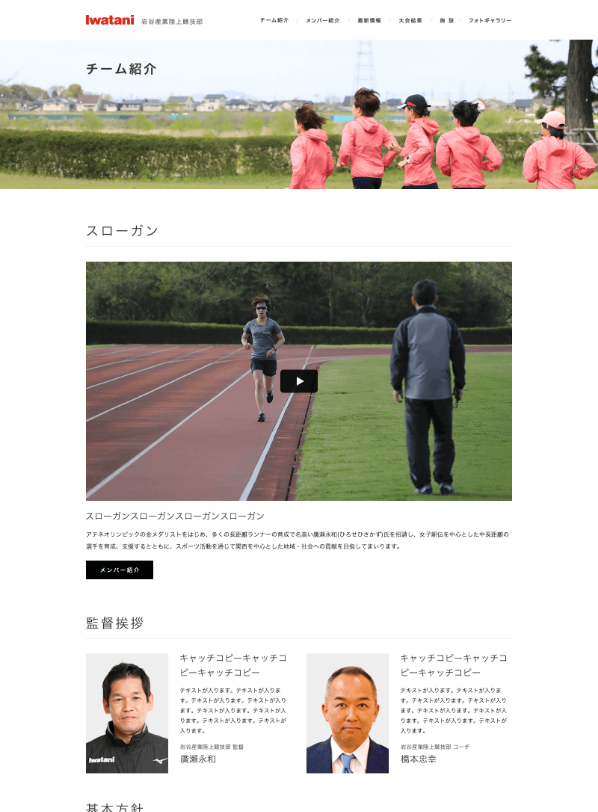 Iwatani 岩谷産業陸上競技部
チーム紹介 / メンバー紹介 / 最新情報 / 大会結果 / 施 設 / フォトギャラリー
チーム紹介
スローガン
スローガンスローガンスローガンスローガン
アテネオリンピックの金メダリストをはじめ、多くの長距離ランナーの育成で名高い廣瀬永和(ひろせひさかず)氏を招請し、女子駅伝を中心とした中長距離の
選手を育成、支援するとともに、スポーツ活動を通じて関西を中心とした地域・社会への貢献を目指してまいります。
メンバー紹介
監督挨拶
キャッチコピーキャッチコ
ピーキャッチコピー
テキストが入ります。テキストが入りま
す。テキストが入ります。テキストが入
ります。テキストが入ります。テキストが入
ります。テキストが入ります。テキストが
入ります。
岩谷産業陸上競技部 監督
廣瀬永和
Iwatani
キャッチコピーキャッチコ
ピーキャッチコピー
テキストが入ります。テキストが入りま
す。テキストが入ります。テキストが入
ります。テキストが入ります。テキストが入
ります。テキストが入ります。テキストが
入ります。
岩谷産業陸上競技部 コーチ
橋本忠幸
基本方針